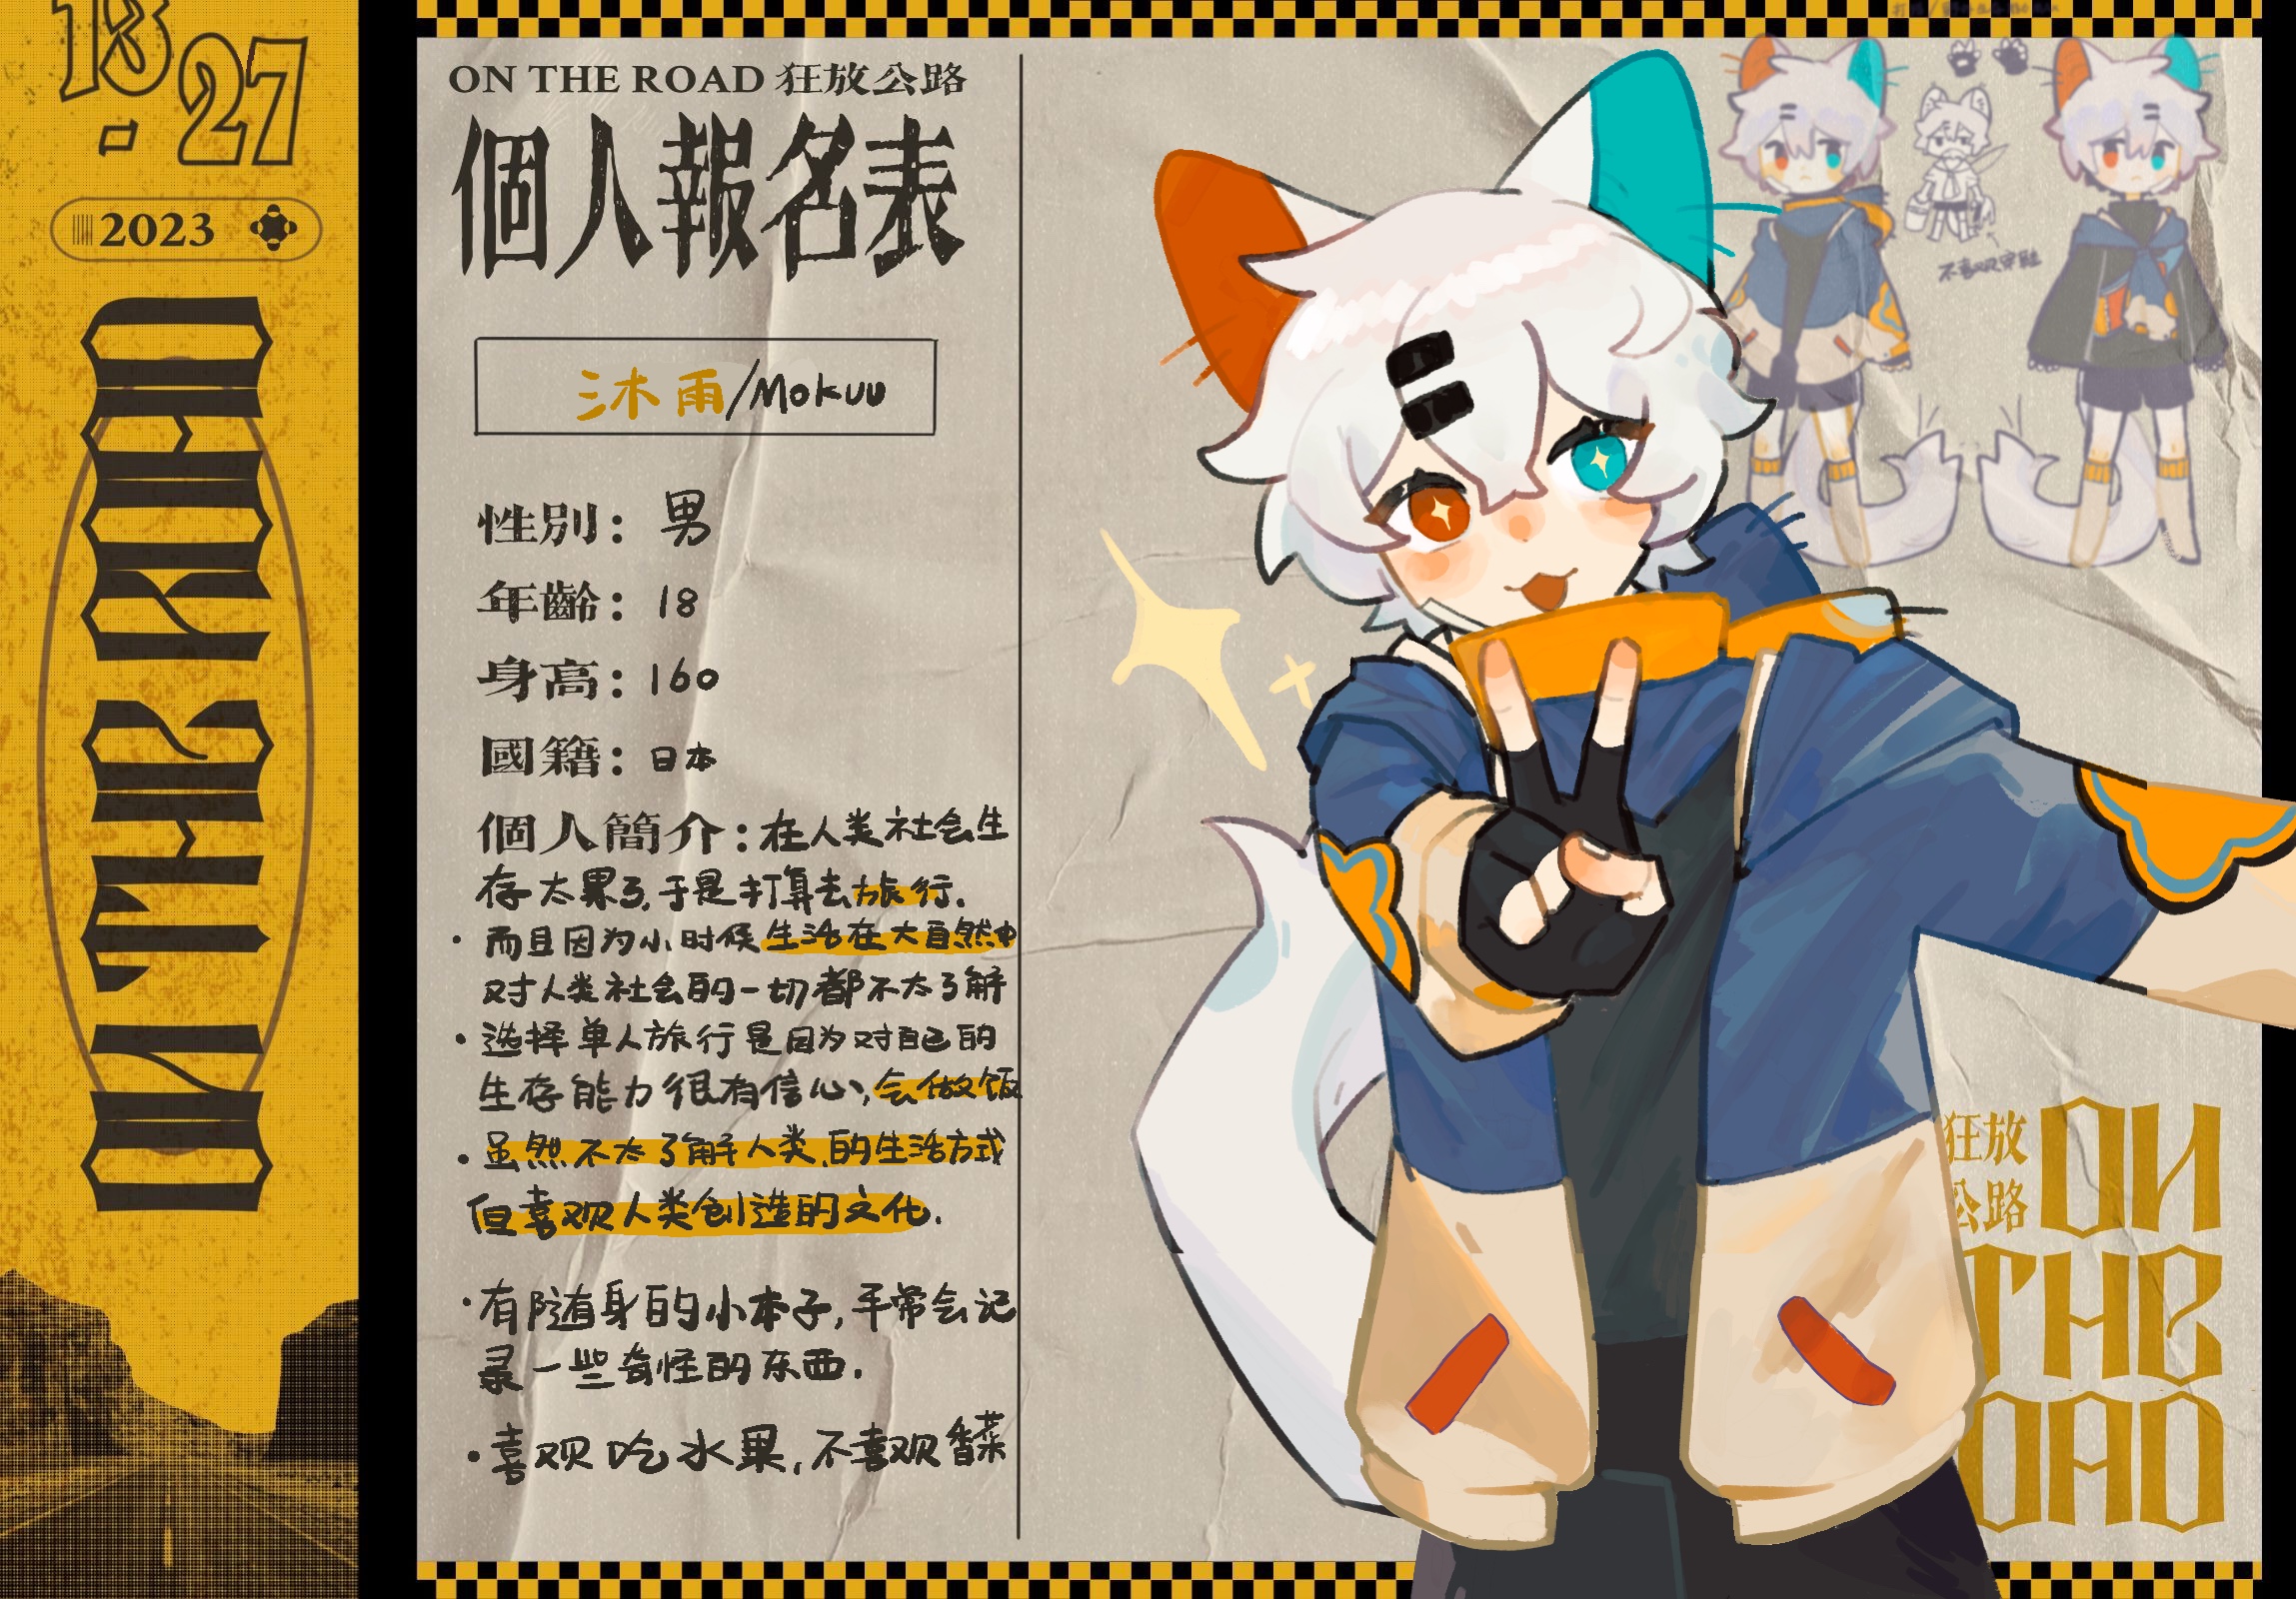 13
-27
2023
ON THE ROAD
ON THE ROAD 狂放公路
個人報名表
沐雨/Mokuu
性別：男
年齡：18
身高：160
國籍：日本
個人簡介：在人类社会生
存太累了,于是打算去旅行.
·而且因为小时候生活在大自然中
对人类社会的一切都不太了解
·选择单人旅行是因为对自己的
生存能力很有信心,会做饭
·虽然不太了解人类的生活方式
但喜欢人类创造的文化.
·有随身的小本子,平常会记
录一些奇怪的东西.
·喜欢吃水果,不喜欢香菜
不喜欢穿鞋
狂放
公路
ON
THE
ROAD